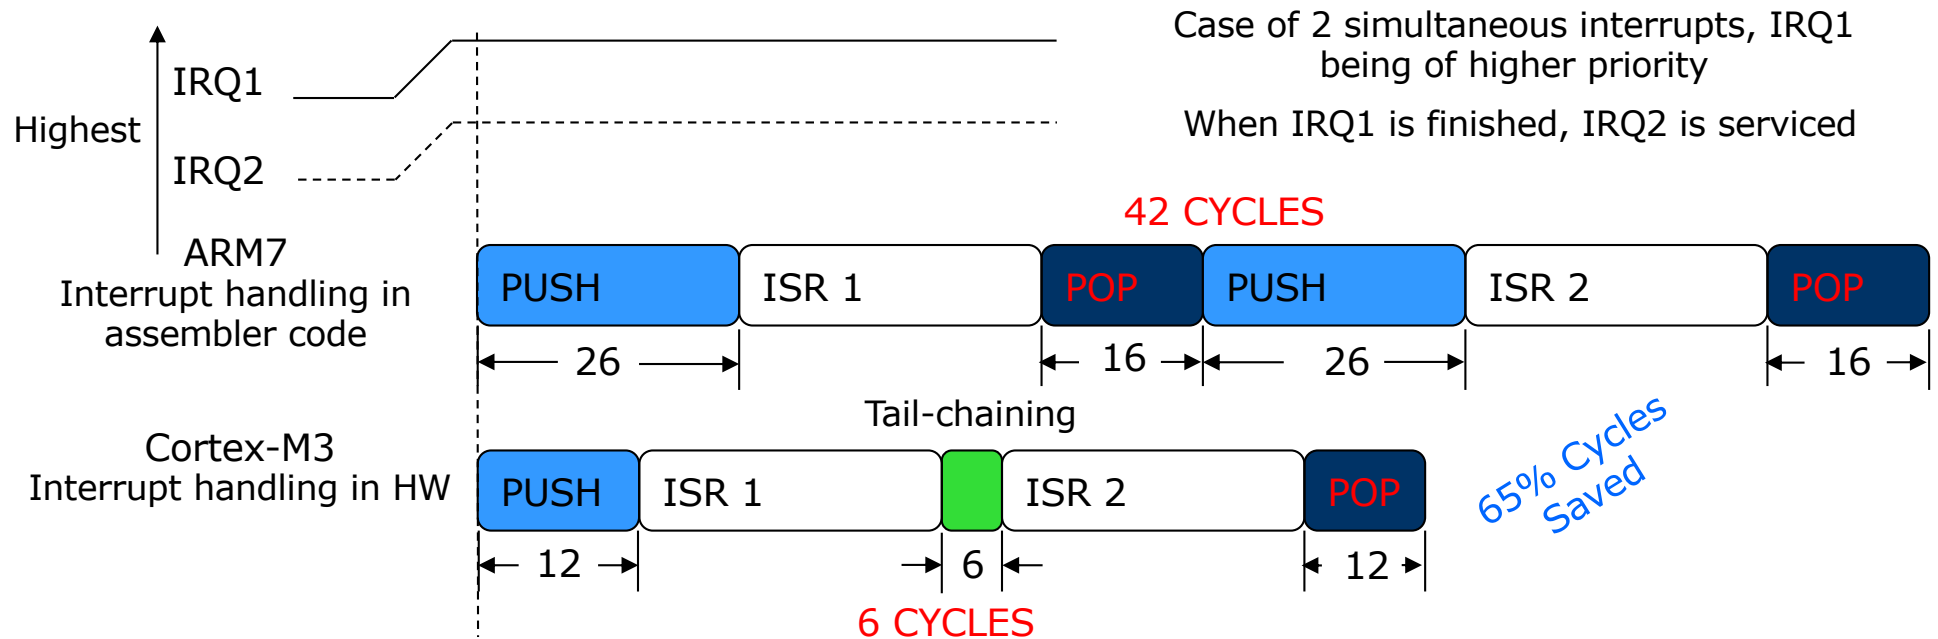 Case of 2 simultaneous interrupts, IRQ1
being of higher priority
IRQ1
Highest
When IRQ1 is finished, IRQ2 is serviced
IRQ2
42 CYCLES
ARM7
Interrupt handling in
assembler code
PUSH
ISR 1
POP
PUSH
ISR 2
POP
26
16
26
16
Tail-chaining
Cortex-M3
Interrupt handling in HW
PUSH
ISR 1
ISR 2
POP
65% Cycles
Saved
12
6
12
6 CYCLES